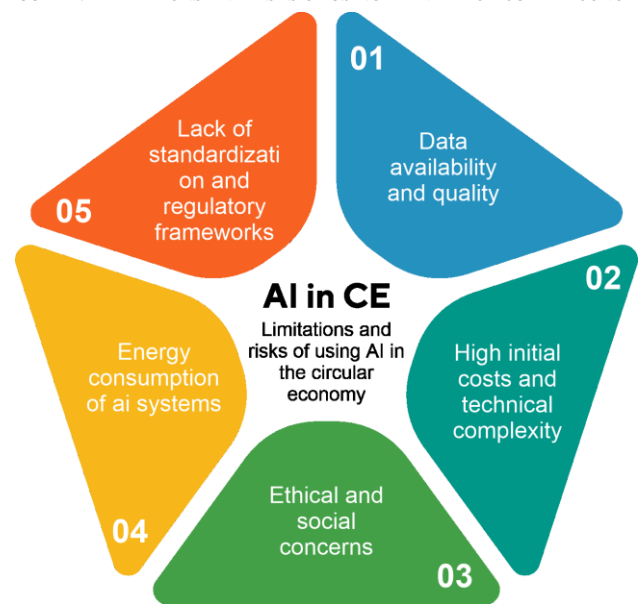 01
Data
availability
and quality
02
High initial
costs and
technical
complexity
03
Ethical and
social
concerns
04
Energy
consumption
of ai systems
05
Lack of
standardizati
on and
regulatory
frameworks
AI in CE
Limitations and
risks of using AI in
the circular
economy